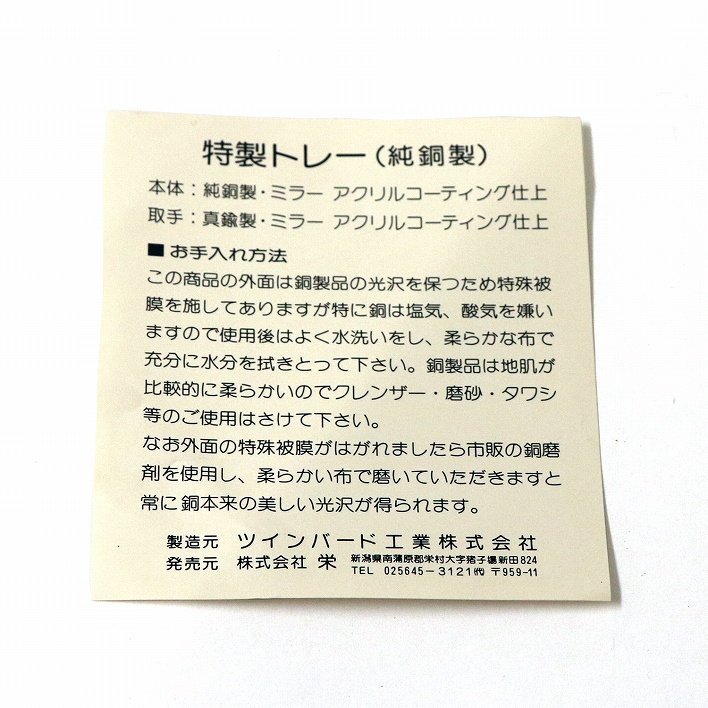 特製トレー(純銅製)
本体：純銅製・ミラー アクリルコーティング仕上
取手：真鍮製・ミラー アクリルコーティング仕上
■お手入れ方法
この商品の外面は銅製品の光沢を保つため特殊被
膜を施してありますが特に銅は塩気、酸気を嫌い
ますので使用後はよく水洗いをし、柔らかな布で
充分に水分を拭きとって下さい。銅製品は地肌が
比較的に柔らかいのでクレンザー・磨砂・タワシ
等のご使用はさけて下さい。
なお外面の特殊被膜がはがれましたら市販の銅磨
剤を使用し、柔らかい布で磨いていただきますと
常に銅本来の美しい光沢が得られます。
製造元 ツインバード工業株式会社
発売元 株式会社 栄 新潟県南蒲原郡栄村大字猪子場新田824
TEL 025645-3121㈹ 〒959-11